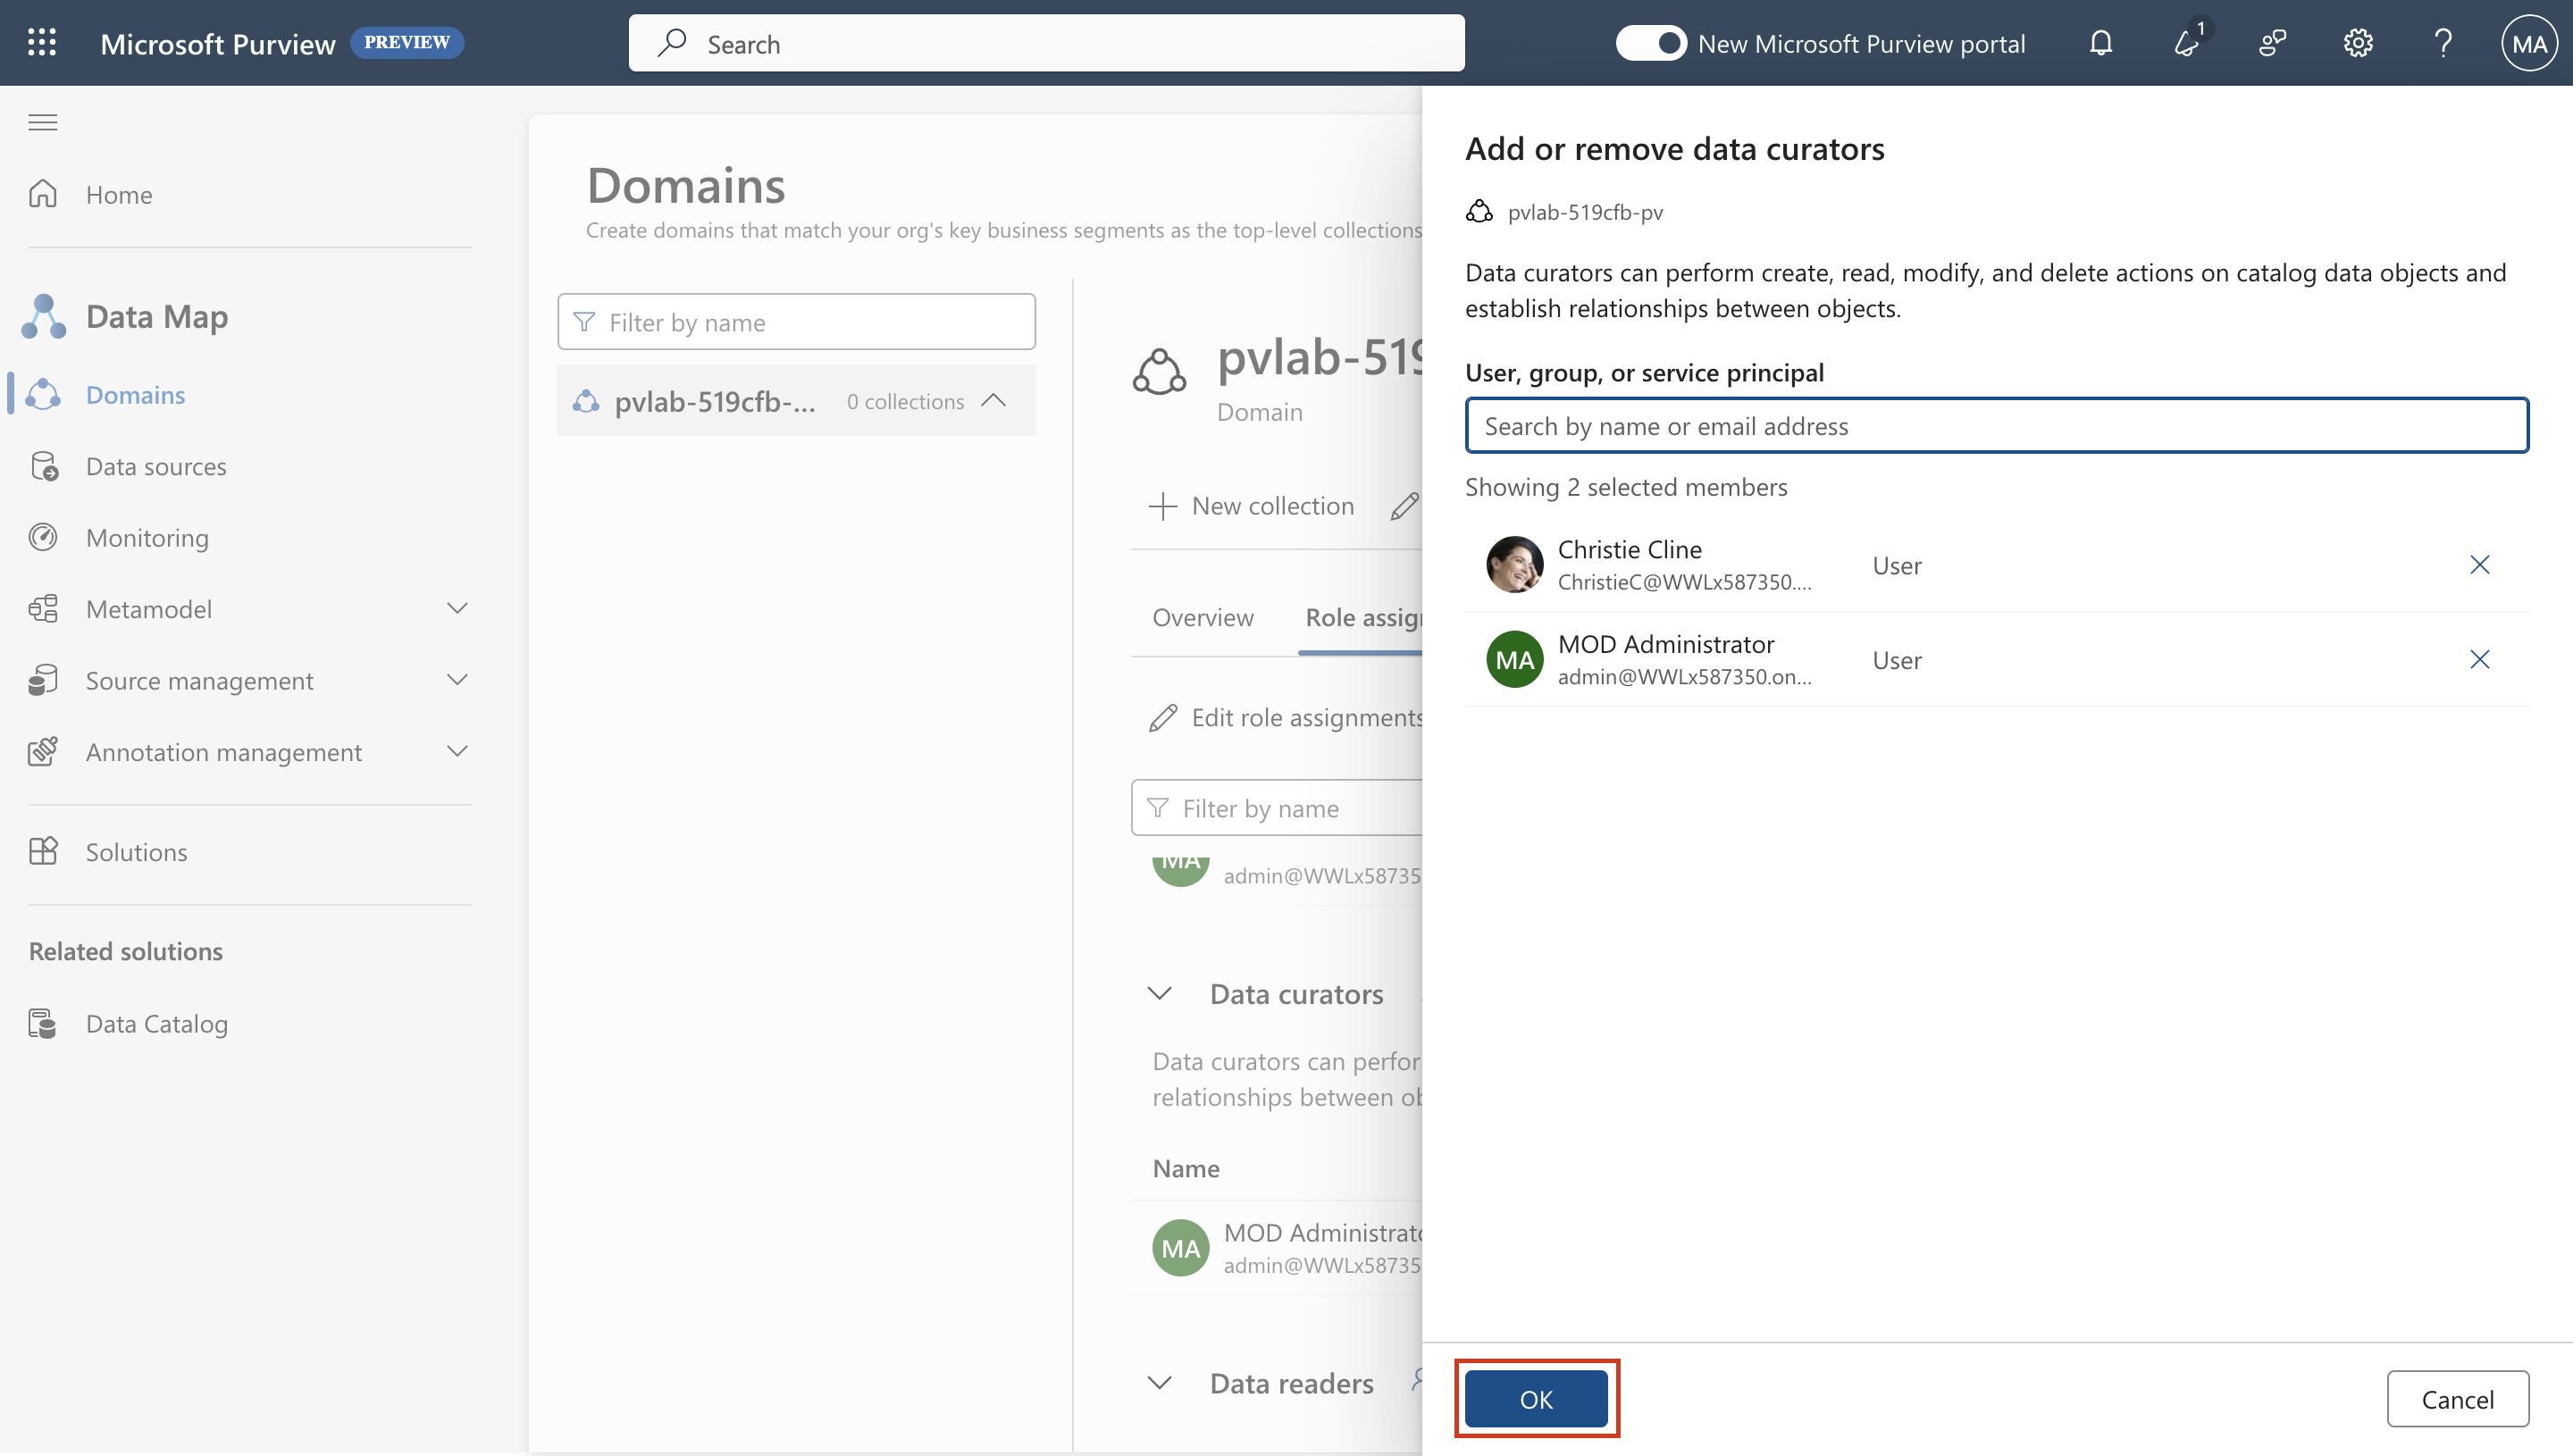 Microsoft Purview PREVIEW
Search
New Microsoft Purview portal
1
MA
Home
Data Map
Domains
Data sources
Monitoring
Metamodel
Source management
Annotation management
Solutions
Related solutions
Data Catalog
Domains
Create domains that match your org's key business segments as the top-level collections
Filter by name
pvlab-519cfb-... 0 collections
pvlab-519
Domain
New collection
Overview Role assig
Edit role assignments
Filter by name
MA
admin@WWLx58735
Data curators
Data curators can perfor
relationships between ob
Name
MA MOD Administrato
admin@WWLx58735
Data readers
Add or remove data curators
pvlab-519cfb-pv
Data curators can perform create, read, modify, and delete actions on catalog data objects and
establish relationships between objects.
User, group, or service principal
Search by name or email address
Showing 2 selected members
Christie Cline
ChristieC@WWLx587350....
User
MA MOD Administrator
admin@WWLx587350.on...
User
OK
Cancel